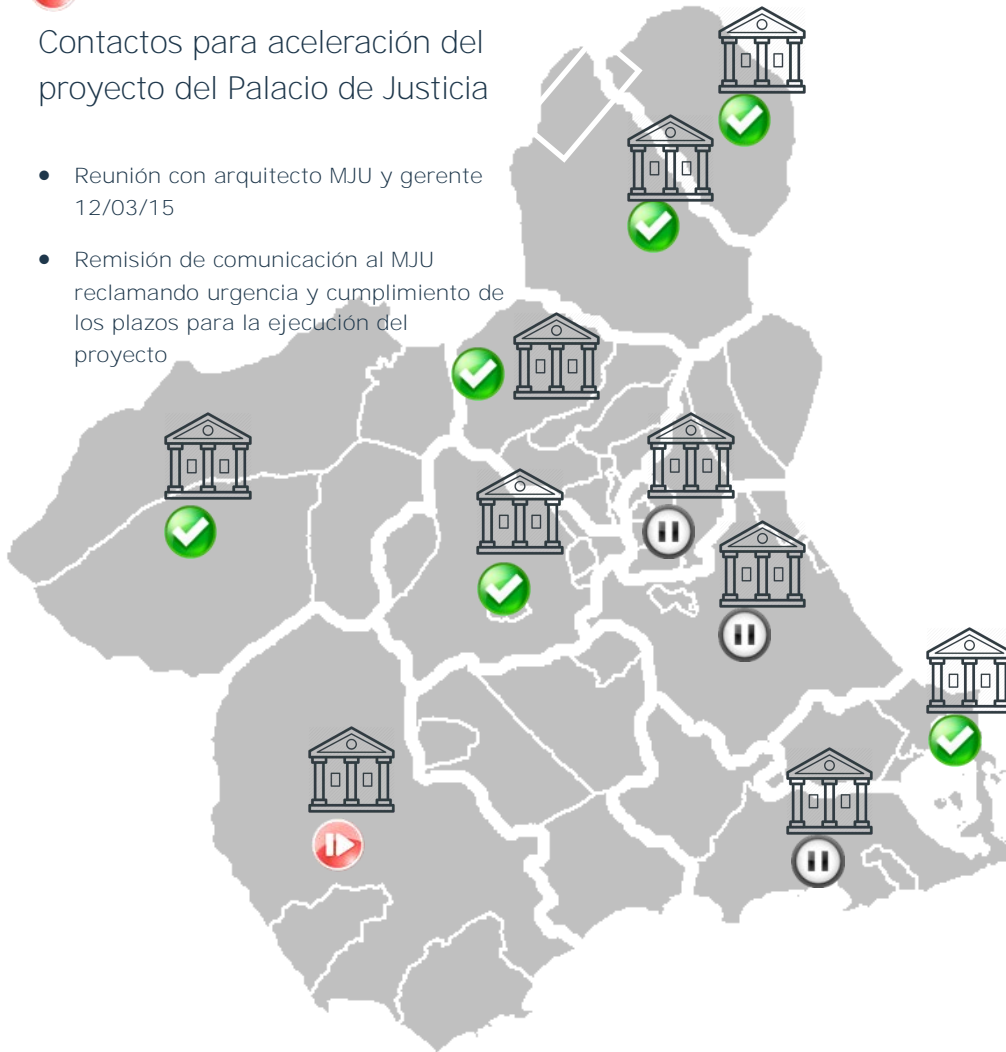 Contactos para aceleración del
proyecto del Palacio de Justicia
• Reunión con arquitecto MJU y gerente
12/03/15
• Remisión de comunicación al MJU
reclamando urgencia y cumplimiento de
los plazos para la ejecución del
proyecto